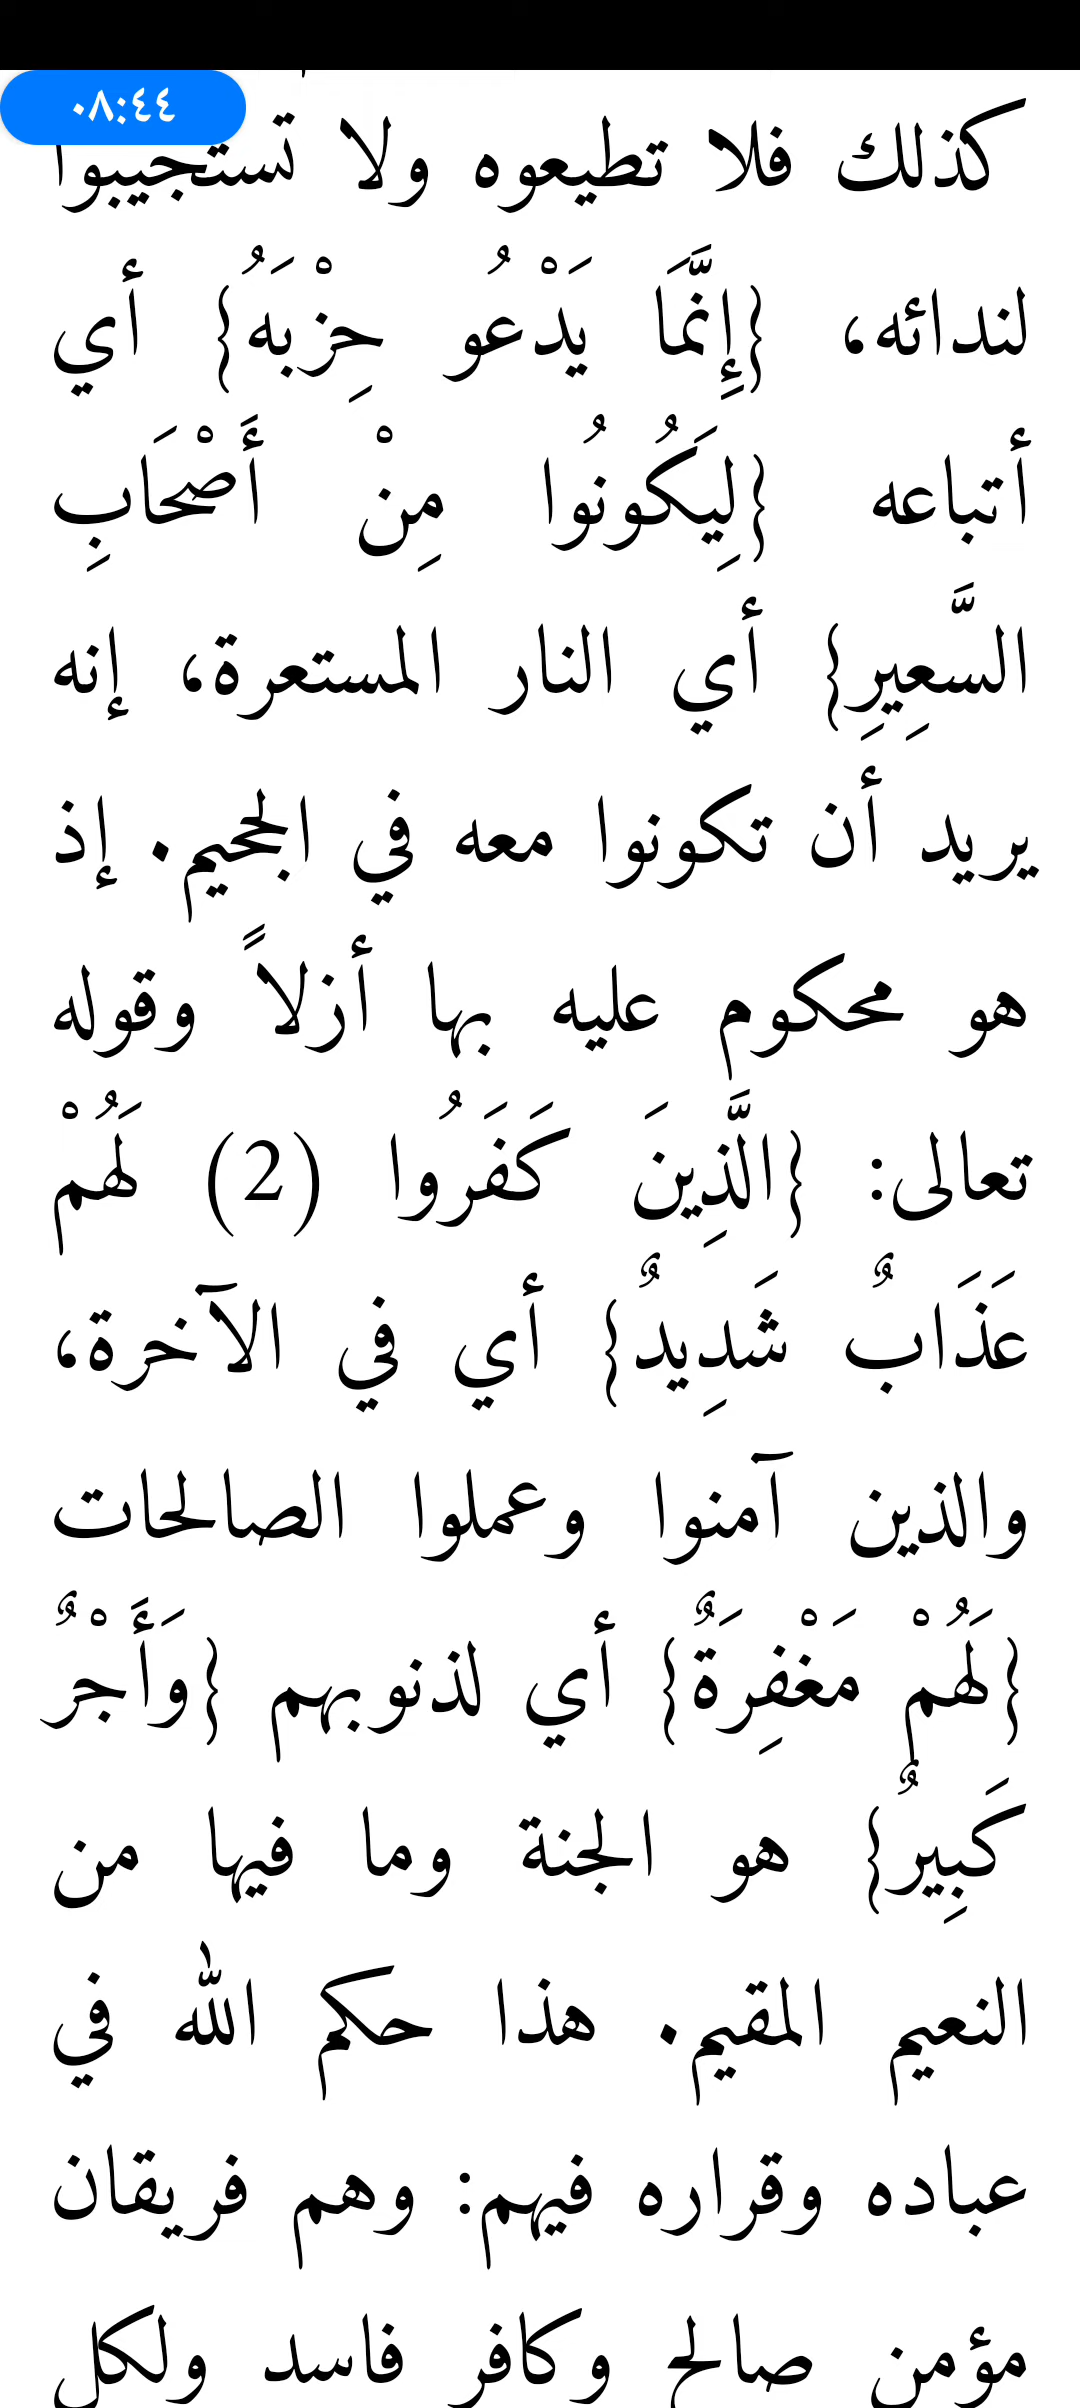 ٠٨:٤٤
كذلك فلا تطيعوه ولا تستجيبوا
لندائه، {إِنَّمَا يَدْعُو حِزْبَهُ} أي
أتباعه {لِيَكُونُوا مِنْ أَصْحَابِ
السَّعِيرِ} أي النار المستعرة، إنه
يريد أن تكونوا معه في الجحيم. إذ
هو محكوم عليه بها أزلاً وقوله
تعالى: {الَّذِينَ كَفَرُوا (2) لَهُمْ
عَذَابٌ شَدِيدٌ} أي في الآخرة،
والذين آمنوا وعملوا الصالحات
{لَهُمْ مَغْفِرَةٌ} أي لذنوبهم {وَأَجْرٌ
كَبِيرٌ} هو الجنة وما فيها من
النعيم المقيم. هذا حكم الله في
عباده وقراره فيهم: وهم فريقان
مؤمن صالح وكافر فاسد ولكل